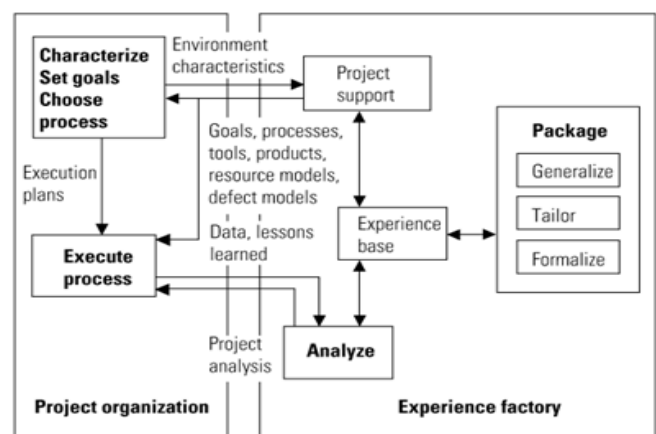 Characterize
Set goals
Choose
process
Environment
characteristics
Project
support
Goals, processes,
tools, products,
resource models,
defect models
Execution
plans
Package
Generalize
Tailor
Formalize
Data, lessons
learned
Experience
base
Execute
process
Project
analysis
Analyze
Project organization
Experience factory